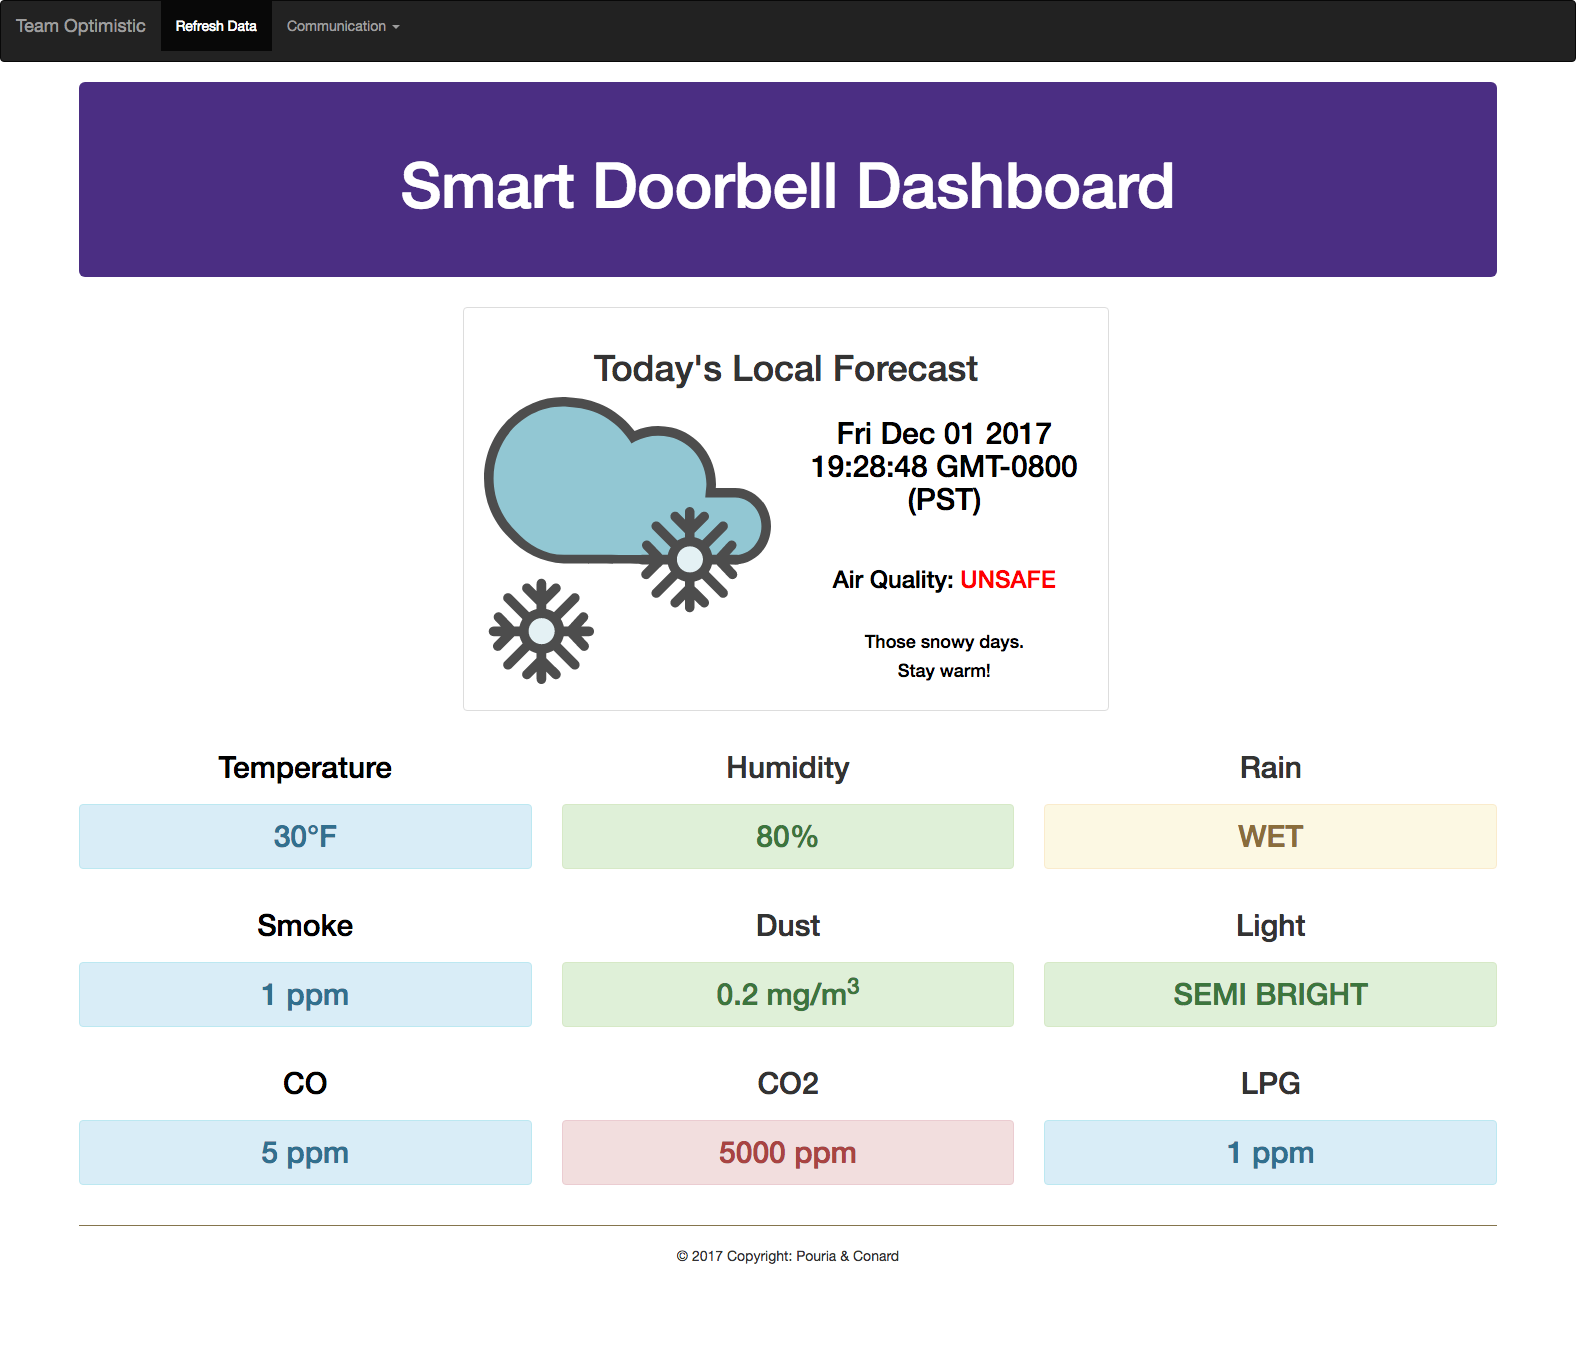 Team Optimistic Refresh Data Communication
Smart Doorbell Dashboard
Today's Local Forecast
Fri Dec 01 2017
19:28:48 GMT-0800
(PST)
Air Quality: UNSAFE
Those snowy days.
Stay warm!
Temperature Humidity Rain
30°F 80% WET
Smoke Dust Light
1 ppm 0.2 mg/m³ SEMI BRIGHT
CO CO2 LPG
5 ppm 5000 ppm 1 ppm
© 2017 Copyright: Pouria & Conard